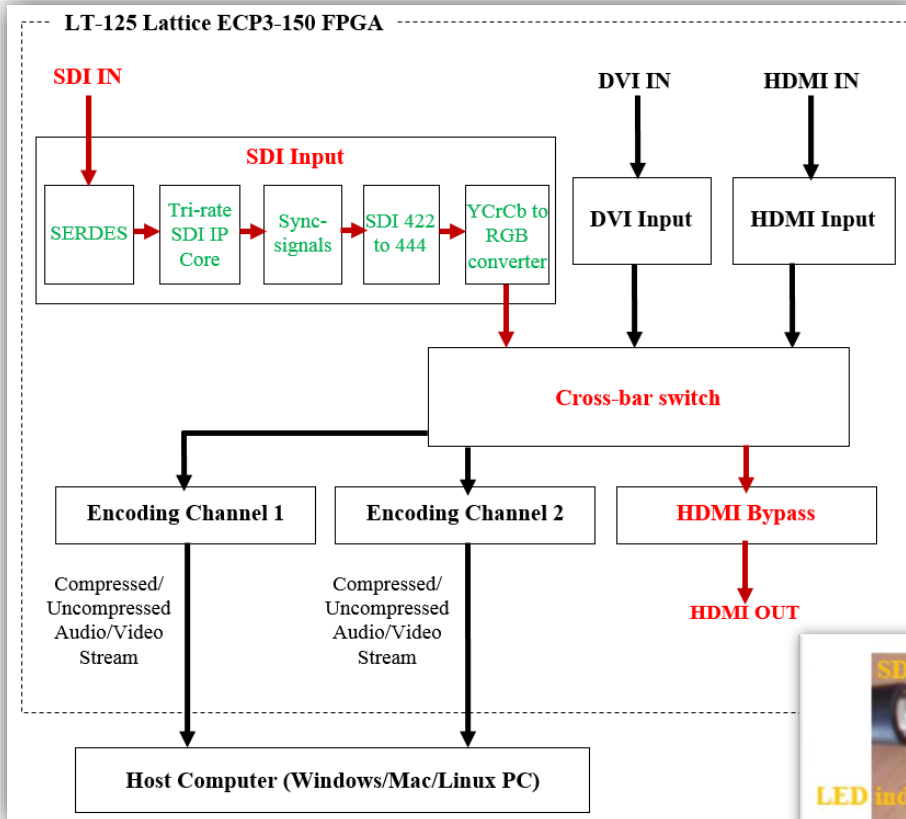 LT-125 Lattice ECP3-150 FPGA
SDI IN
DVI IN
HDMI IN
SDI Input
SERDES
Tri-rate
SDI IP
Core
Sync-
signals
SDI 422
to 444
YCrCb to
RGB
converter
DVI Input
HDMI Input
Cross-bar switch
Encoding Channel 1
Encoding Channel 2
HDMI Bypass
Compressed/
Uncompressed
Audio/Video
Stream
Compressed/
Uncompressed
Audio/Video
Stream
HDMI OUT
Host Computer (Windows/Mac/Linux PC)
SD
LED ind